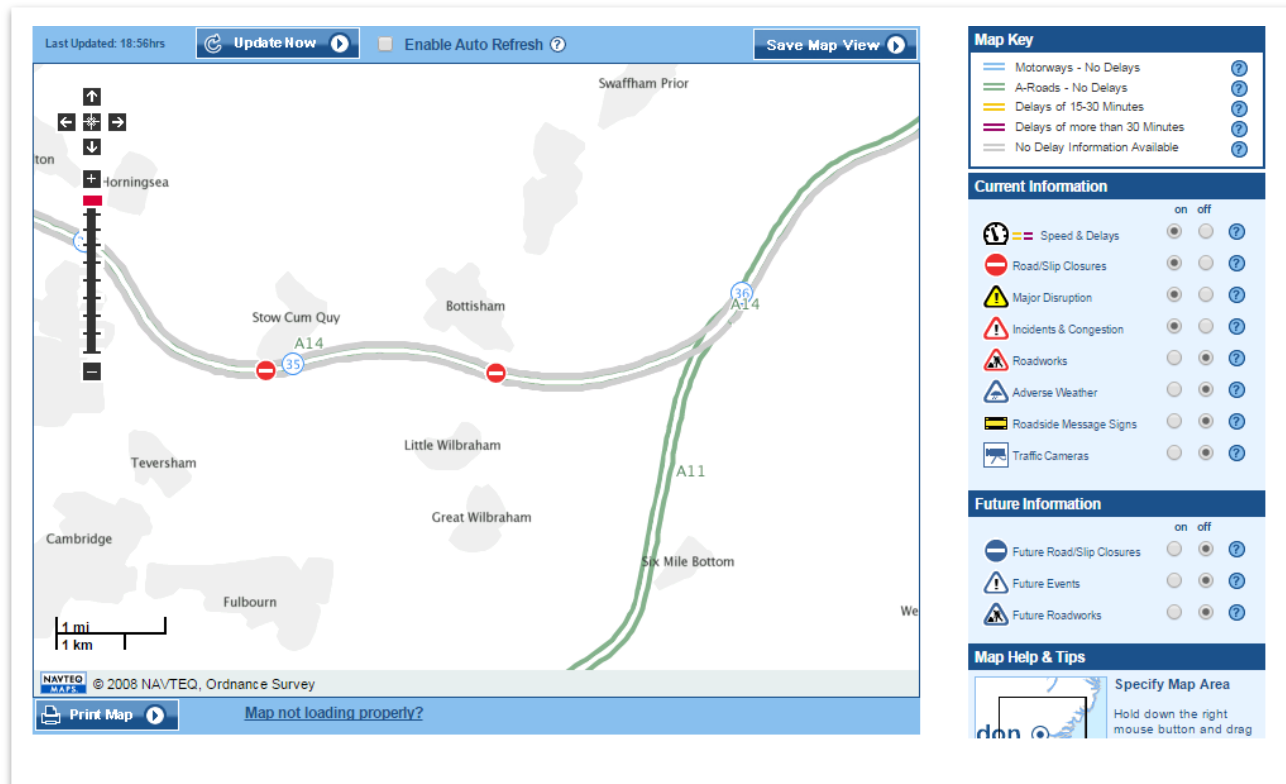 Last Updated: 18:56hrs
Update Now
Enable Auto Refresh ?
Save Map View
Swaffham Prior
ton
Horningsea
Bottisham
Stow Cum Quy
A14
35
36
A14
Little Wilbraham
Teversham
A11
Great Wilbraham
Cambridge
Six Mile Bottom
Fulbourn
We
1 mi
1 km
NAVTEQ
MAPS
© 2008 NAVTEQ, Ordnance Survey
Print Map
Map not loading properly?
Map Key
Motorways - No Delays ?
A-Roads - No Delays ?
Delays of 15-30 Minutes ?
Delays of more than 30 Minutes ?
No Delay Information Available ?
Current Information
on off
Speed & Delays ?
Road/Slip Closures ?
Major Disruption ?
Incidents & Congestion ?
Roadworks ?
Adverse Weather ?
Roadside Message Signs ?
Traffic Cameras ?
Future Information
on off
Future Road/Slip Closures ?
Future Events ?
Future Roadworks ?
Map Help & Tips
don
Specify Map Area
Hold down the right
mouse button and drag